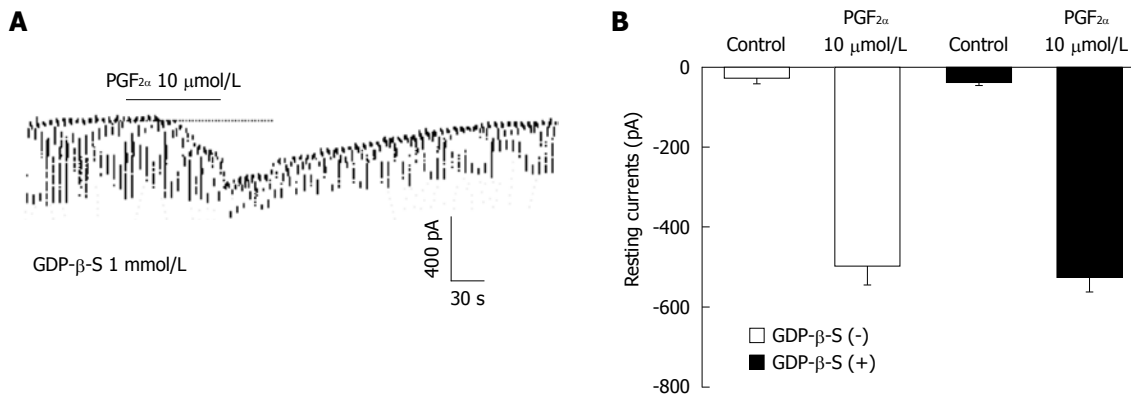 A
PGF2α 10 μmol/L
GDP-β-S 1 mmol/L
400 pA
30 s
B
PGF2α PGF2α
Control 10 μmol/L Control 10 μmol/L
Resting currents (pA)
0
-200
-400
-600
-800
GDP-β-S (-)
GDP-β-S (+)